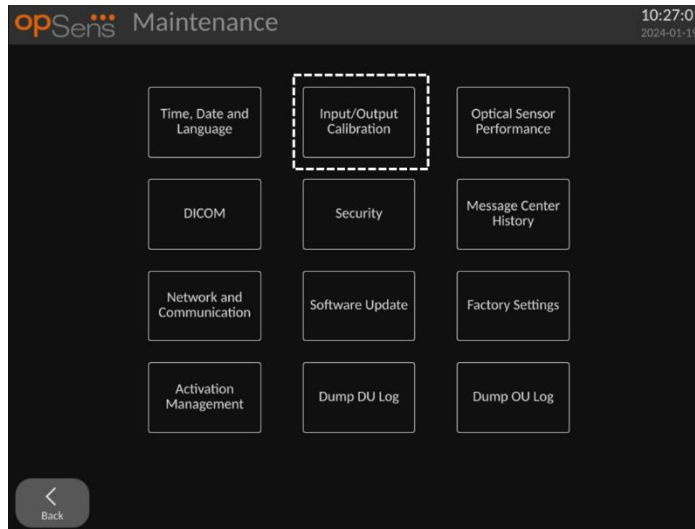 opSens Maintenance 10:27:0
2024-01-19
Time, Date and
Language
Input/Output
Calibration
Optical Sensor
Performance
DICOM
Security
Message Center
History
Network and
Communication
Software Update
Factory Settings
Activation
Management
Dump DU Log
Dump OU Log
Back